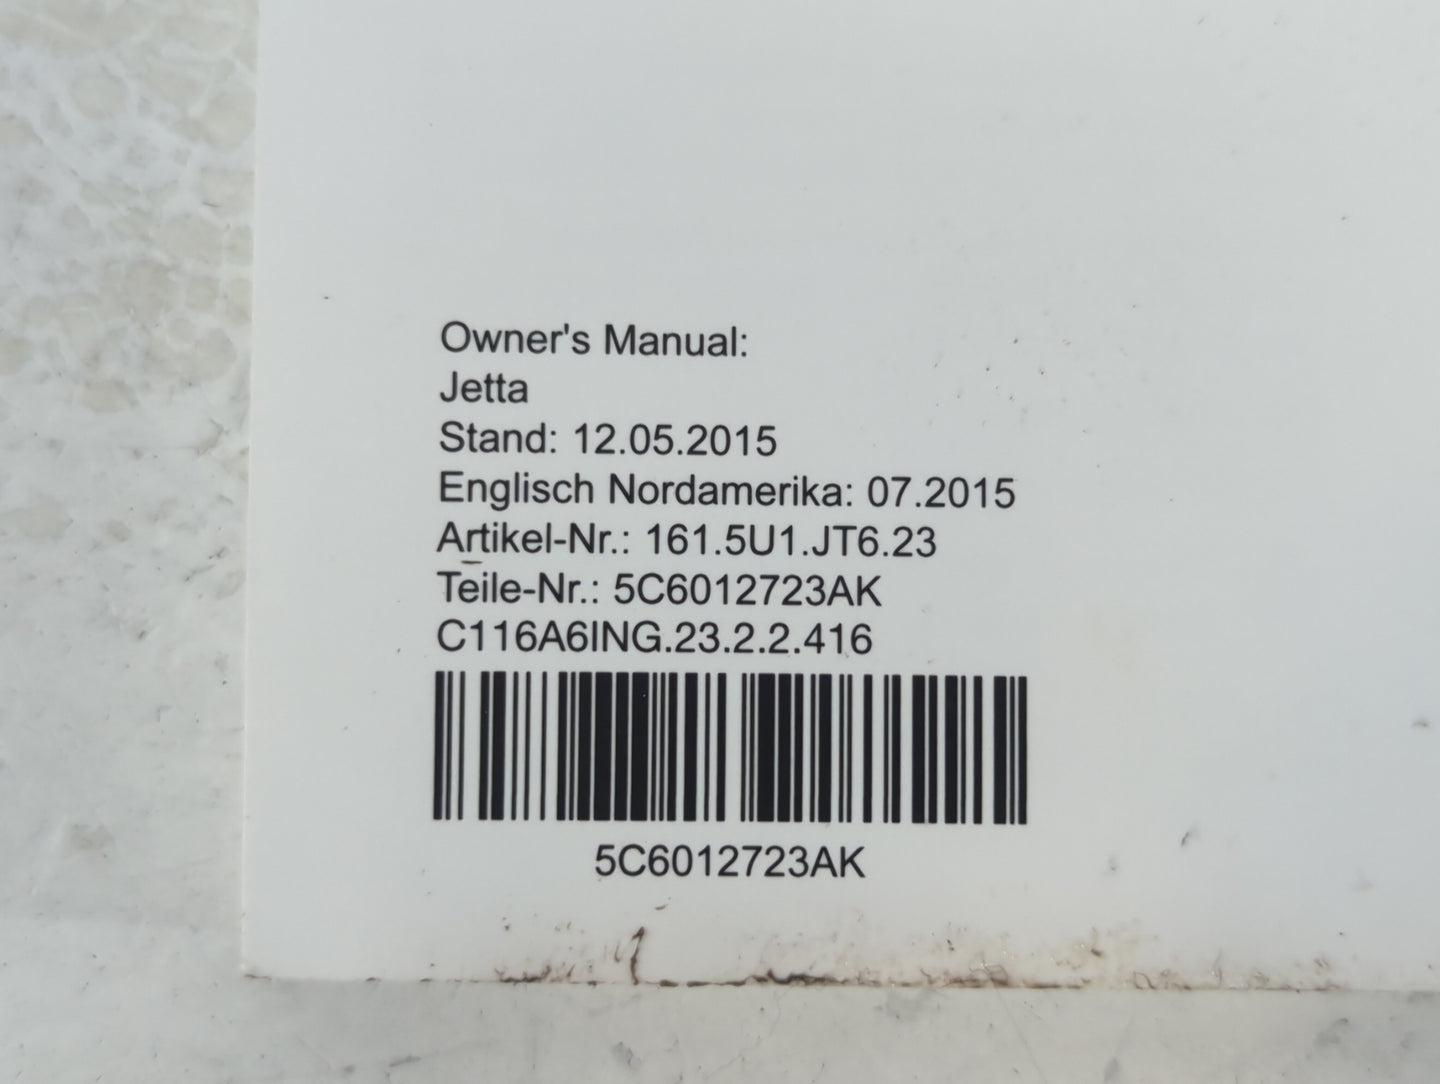 Owner's Manual:
Jetta
Stand: 12.05.2015
Englisch Nordamerika: 07.2015
Artikel-Nr.: 161.5U1.JT6.23
Teile-Nr.: 5C6012723AK
C116A6ING.23.2.2.416
5C6012723AK